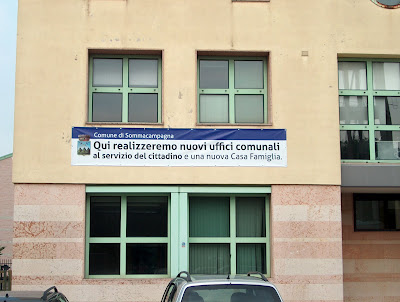 Comune di Sommacampagna
Qui realizzeremo nuovi uffici comunali
al servizio del cittadino e una nuova Casa Famiglia.